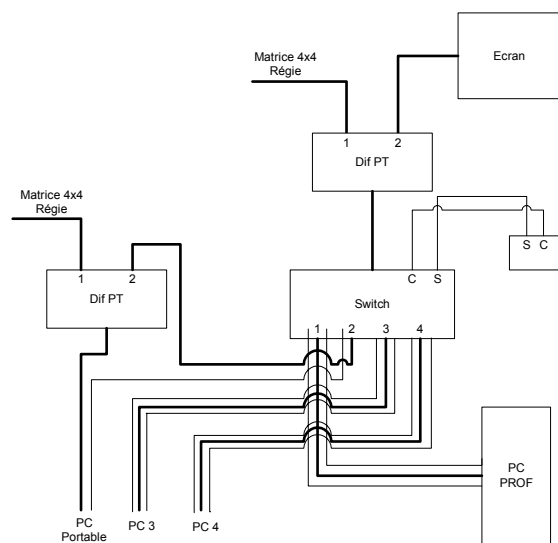 Matrice 4x4
Régie
Ecran
1 2
Dif PT
Matrice 4x4
Régie
S C
C S
1 2
Dif PT
Switch
1 2 3 4
PC
PROF
PC
Portable
PC 3
PC 4